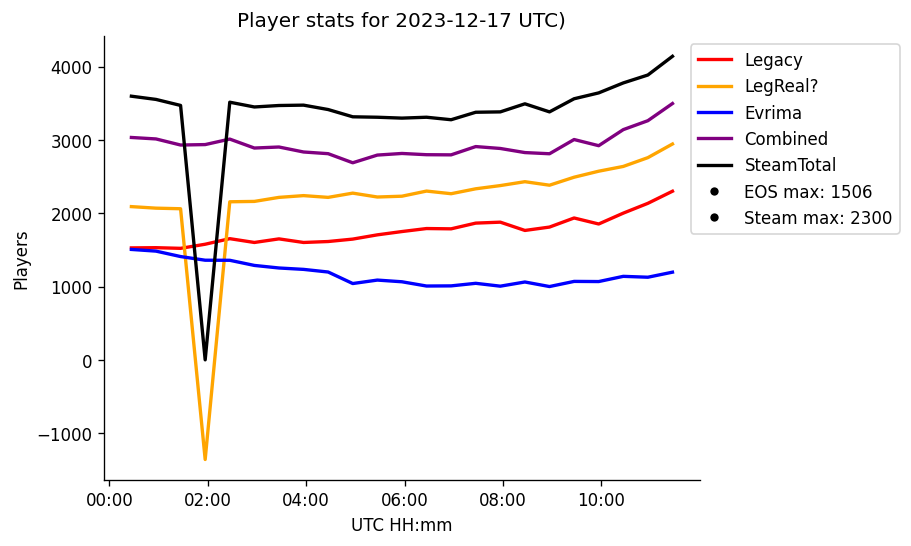 Player stats for 2023-12-17 UTC)
Players
4000
3000
2000
1000
0
−1000
00:00
02:00
04:00
06:00
08:00
10:00
UTC HH:mm
Legacy
LegReal?
Evrima
Combined
SteamTotal
EOS max: 1506
Steam max: 2300